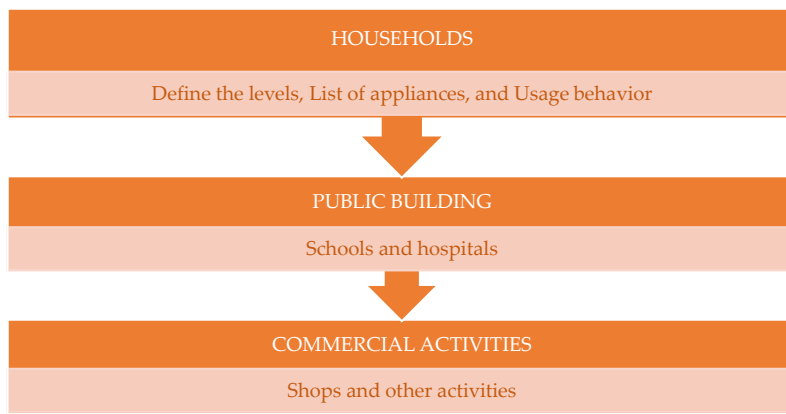 HOUSEHOLDS
Define the levels, List of appliances, and Usage behavior
PUBLIC BUILDING
Schools and hospitals
COMMERCIAL ACTIVITIES
Shops and other activities